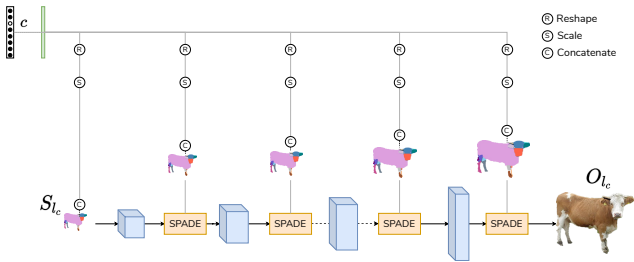 c
R Reshape
S Scale
C Concatenate
R R R R R
S S S S S
C
C
C
C
S_{l_c}
C
O_{l_c}
SPADE SPADE SPADE SPADE